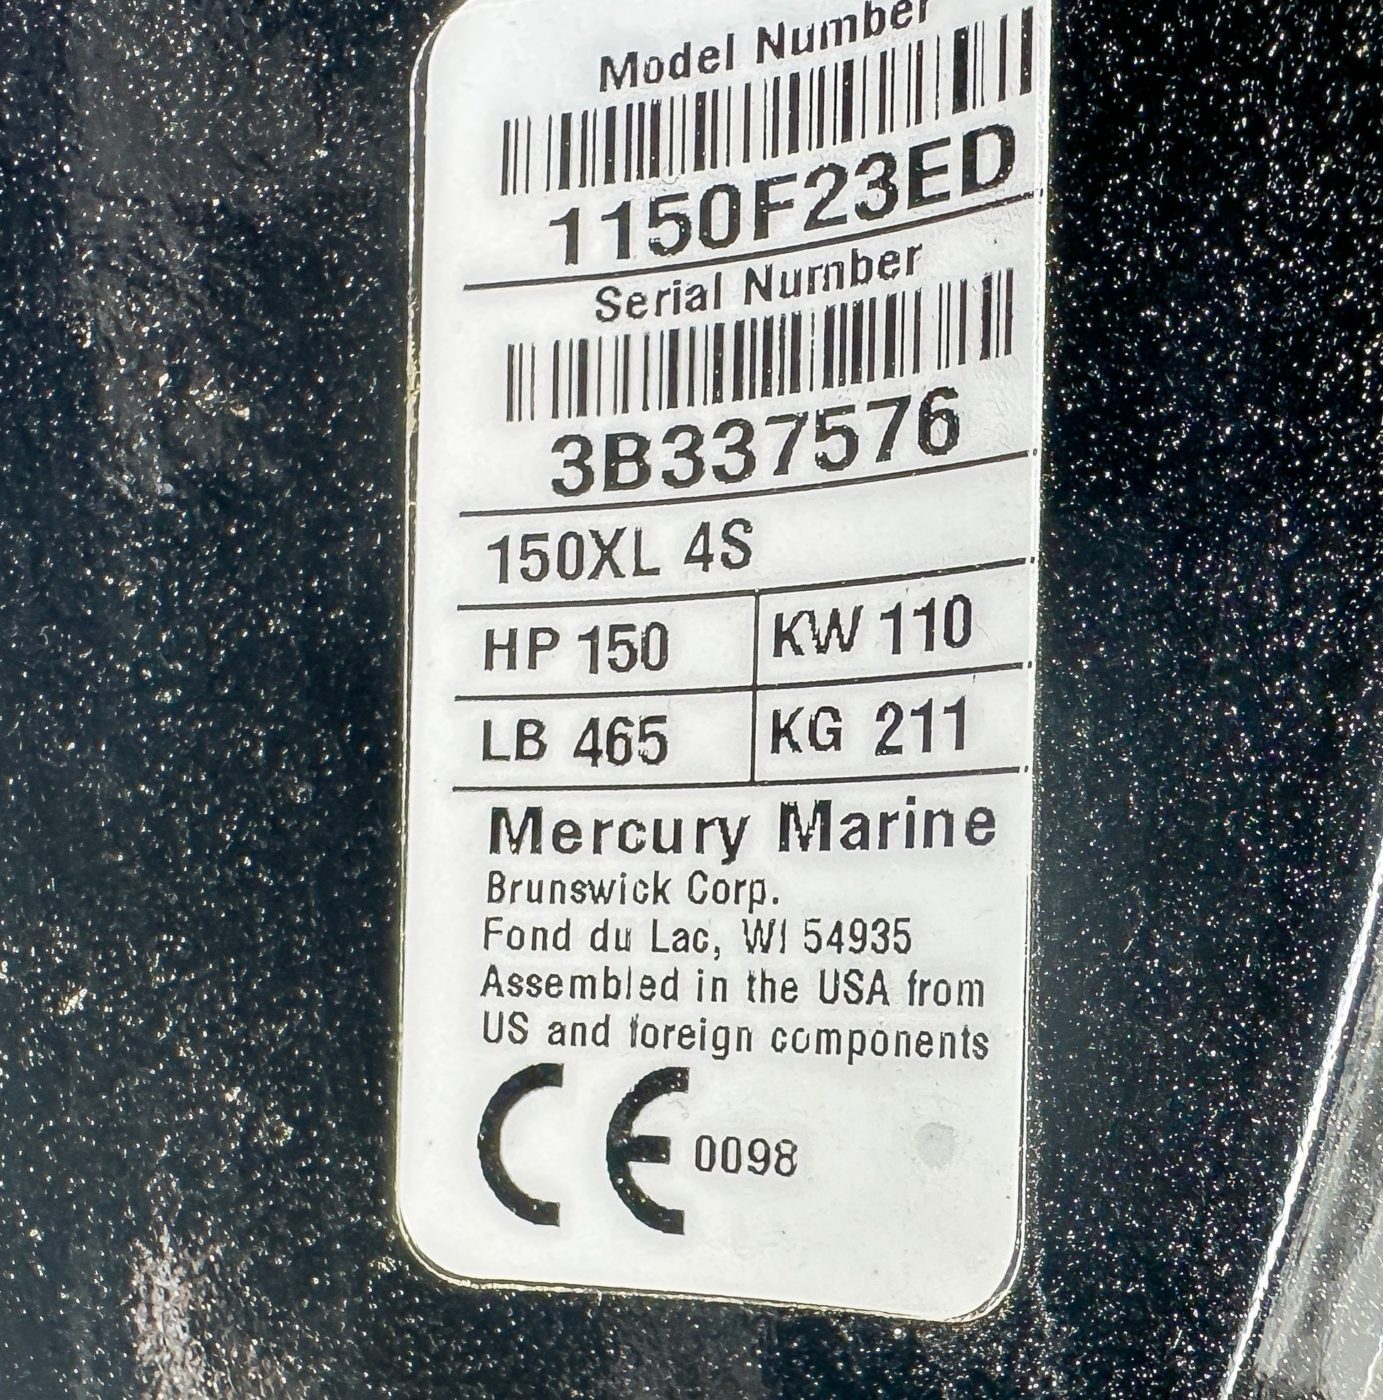 Model Number
1150F23ED
Serial Number
3B337576
150XL 4S
HP 150 KW 110
LB 465 KG 211
Mercury Marine
Brunswick Corp.
Fond du Lac, WI 54935
Assembled in the USA from
US and foreign components
CE 0098